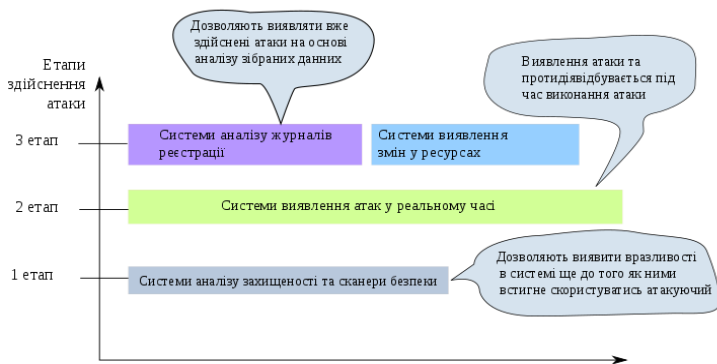 Дозволяють виявляти вже
здійснені атаки на основі
аналізу зібраних данних
Етапи
здійснення
атаки
Виявлення атаки та
протидіявідбувається під
час виконання атаки
3 етап
Системи аналізу журналів
реєстрації
Системи виявлення
змін у ресурсах
2 етап
Системи виявлення атак у реальному часі
1 етап
Системи аналізу захищеності та сканери безпеки
Дозволяють виявити вразливості
в системі ще до того як ними
встигне скористуватись атакуючий